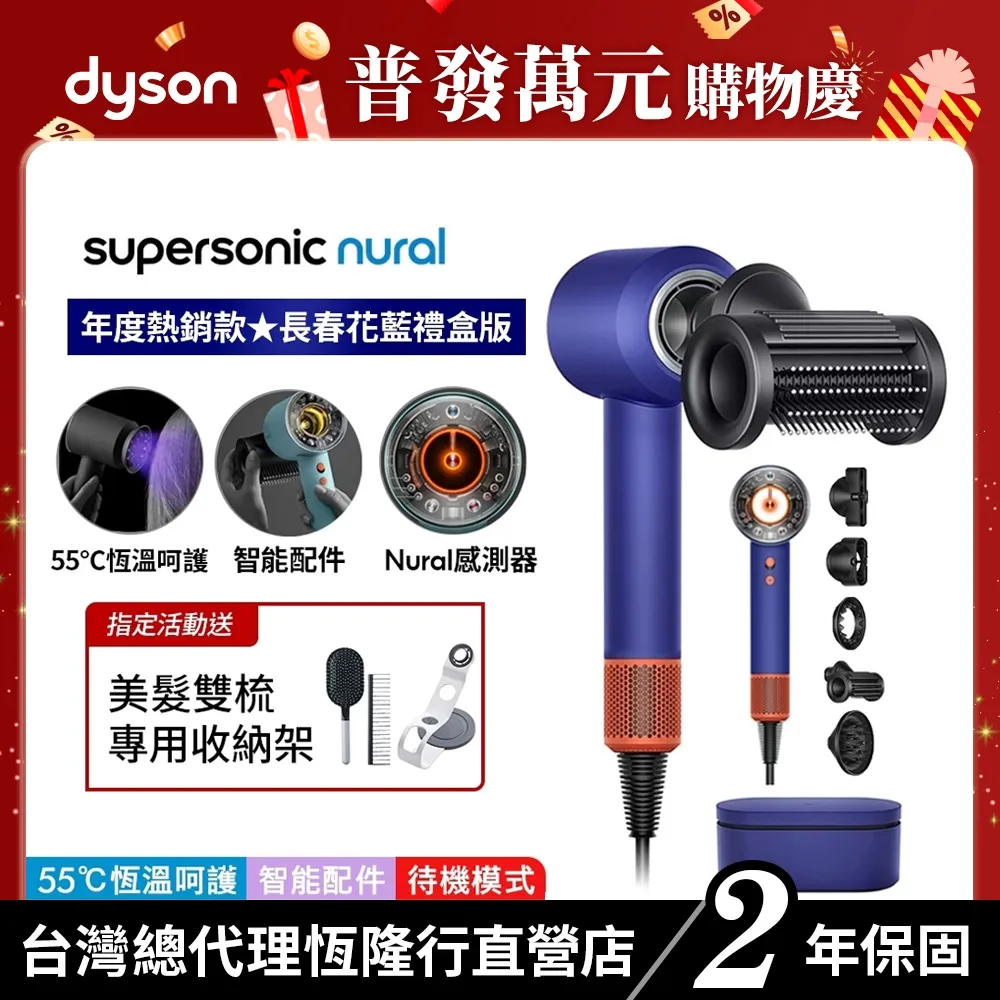 dyson
普發萬元購物慶
supersonic nural
年度熱銷款★長春花藍禮盒版
55°C恆溫呵護
智能配件
Nural感測器
指定活動送
美髮雙梳
專用收納架
55℃恆溫呵護
智能配件
待機模式
台灣總代理恆隆行直營店
2年保固